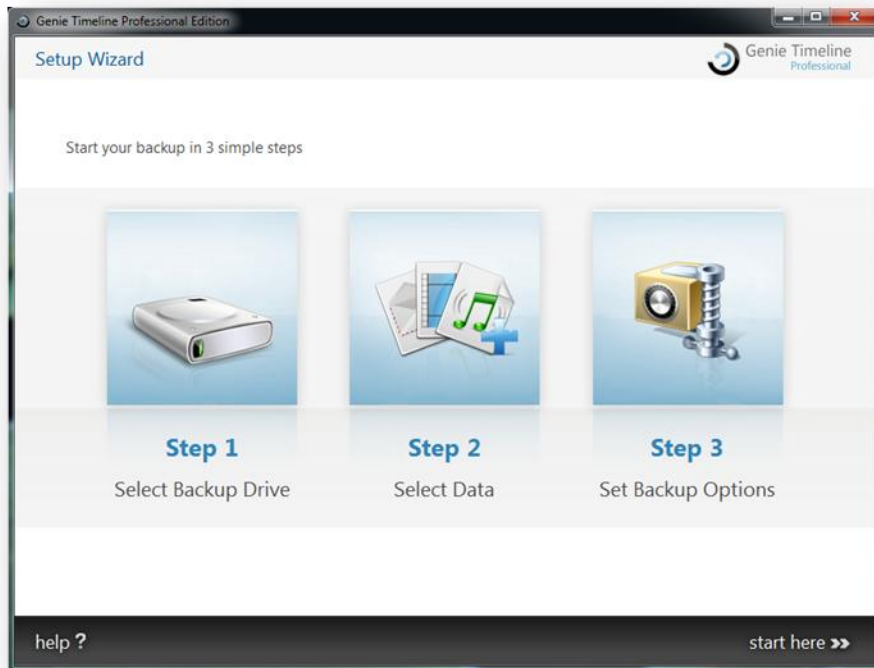 Genie Timeline Professional Edition
Setup Wizard
Genie Timeline
Professional
Start your backup in 3 simple steps
Step 1
Step 2
Step 3
Select Backup Drive
Select Data
Set Backup Options
help ?
start here »